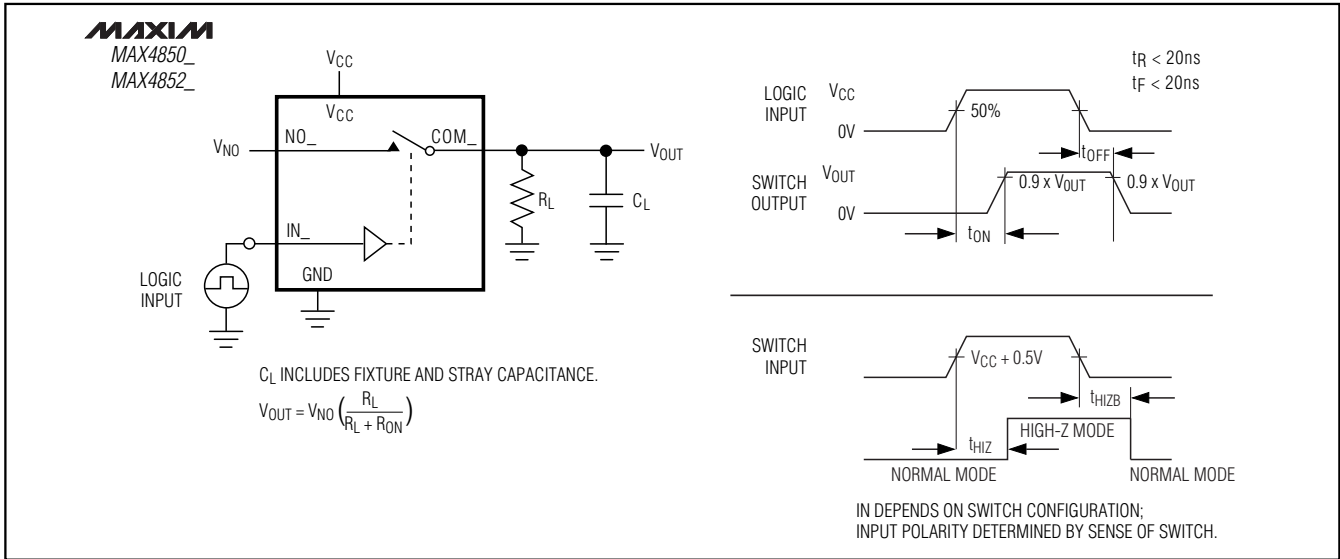 MAXIM
MAX4850_
MAX4852_
VCC
VCC
VNO
NO_
COM_
VOUT
RL
CL
IN_
GND
LOGIC
INPUT
CL INCLUDES FIXTURE AND STRAY CAPACITANCE.
VOUT = VNO ( RL / RL + RON )
tR < 20ns
tF < 20ns
LOGIC
INPUT
VCC
50%
0V
tOFF
SWITCH
OUTPUT
VOUT
0.9 x VOUT
0.9 x VOUT
0V
tON
SWITCH
INPUT
VCC + 0.5V
tHIZB
HIGH-Z MODE
tHIZ
NORMAL MODE
NORMAL MODE
IN DEPENDS ON SWITCH CONFIGURATION;
INPUT POLARITY DETERMINED BY SENSE OF SWITCH.